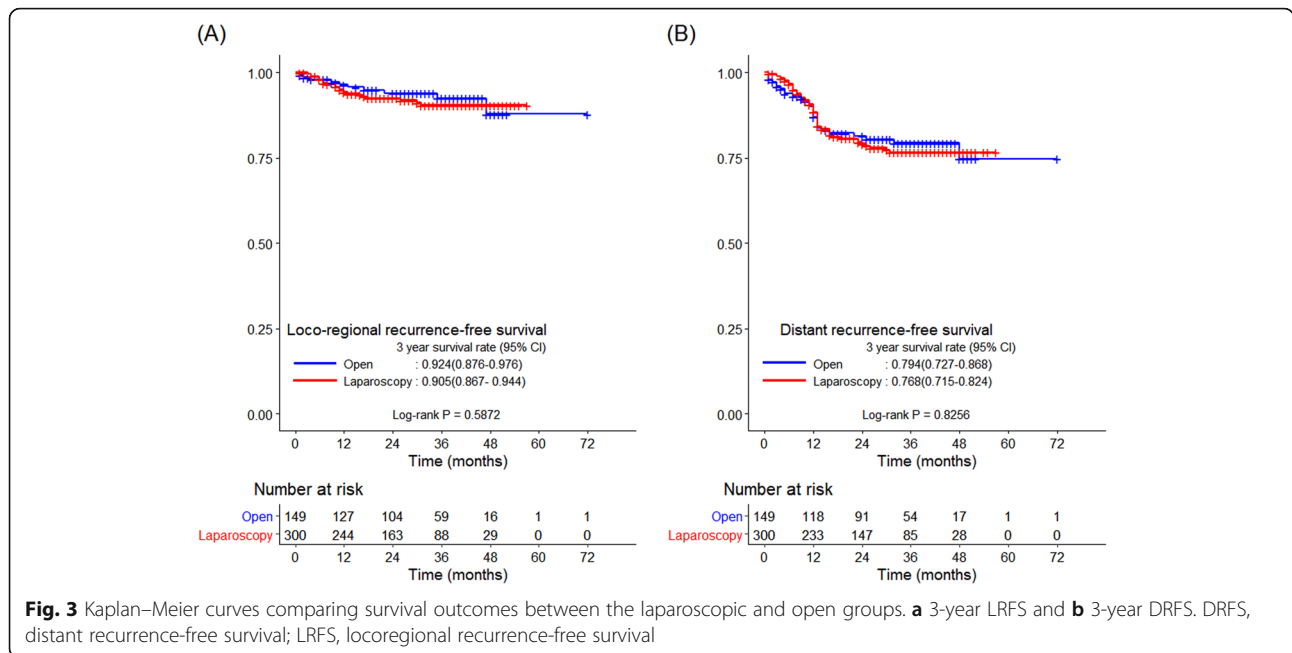 (A)
1.00
0.75
0.50
0.25
0.00
Loco-regional recurrence-free survival
3 year survival rate (95% CI)
Open : 0.924(0.876-0.976)
Laparoscopy : 0.905(0.867- 0.944)
Log-rank P = 0.5872
0 12 24 36 48 60 72
Time (months)
Number at risk
Open 149 127 104 59 16 1 1
Laparoscopy 300 244 163 88 29 0 0
0 12 24 36 48 60 72
Time (months)
(B)
1.00
0.75
0.50
0.25
0.00
Distant recurrence-free survival
3 year survival rate (95% CI)
Open : 0.794(0.727-0.868)
Laparoscopy : 0.768(0.715-0.824)
Log-rank P = 0.8256
0 12 24 36 48 60 72
Time (months)
Number at risk
Open 149 118 91 54 17 1 1
Laparoscopy 300 233 147 85 28 0 0
0 12 24 36 48 60 72
Time (months)
Fig. 3 Kaplan–Meier curves comparing survival outcomes between the laparoscopic and open groups. a 3-year LRFS and b 3-year DRFS. DRFS,
distant recurrence-free survival; LRFS, locoregional recurrence-free survival